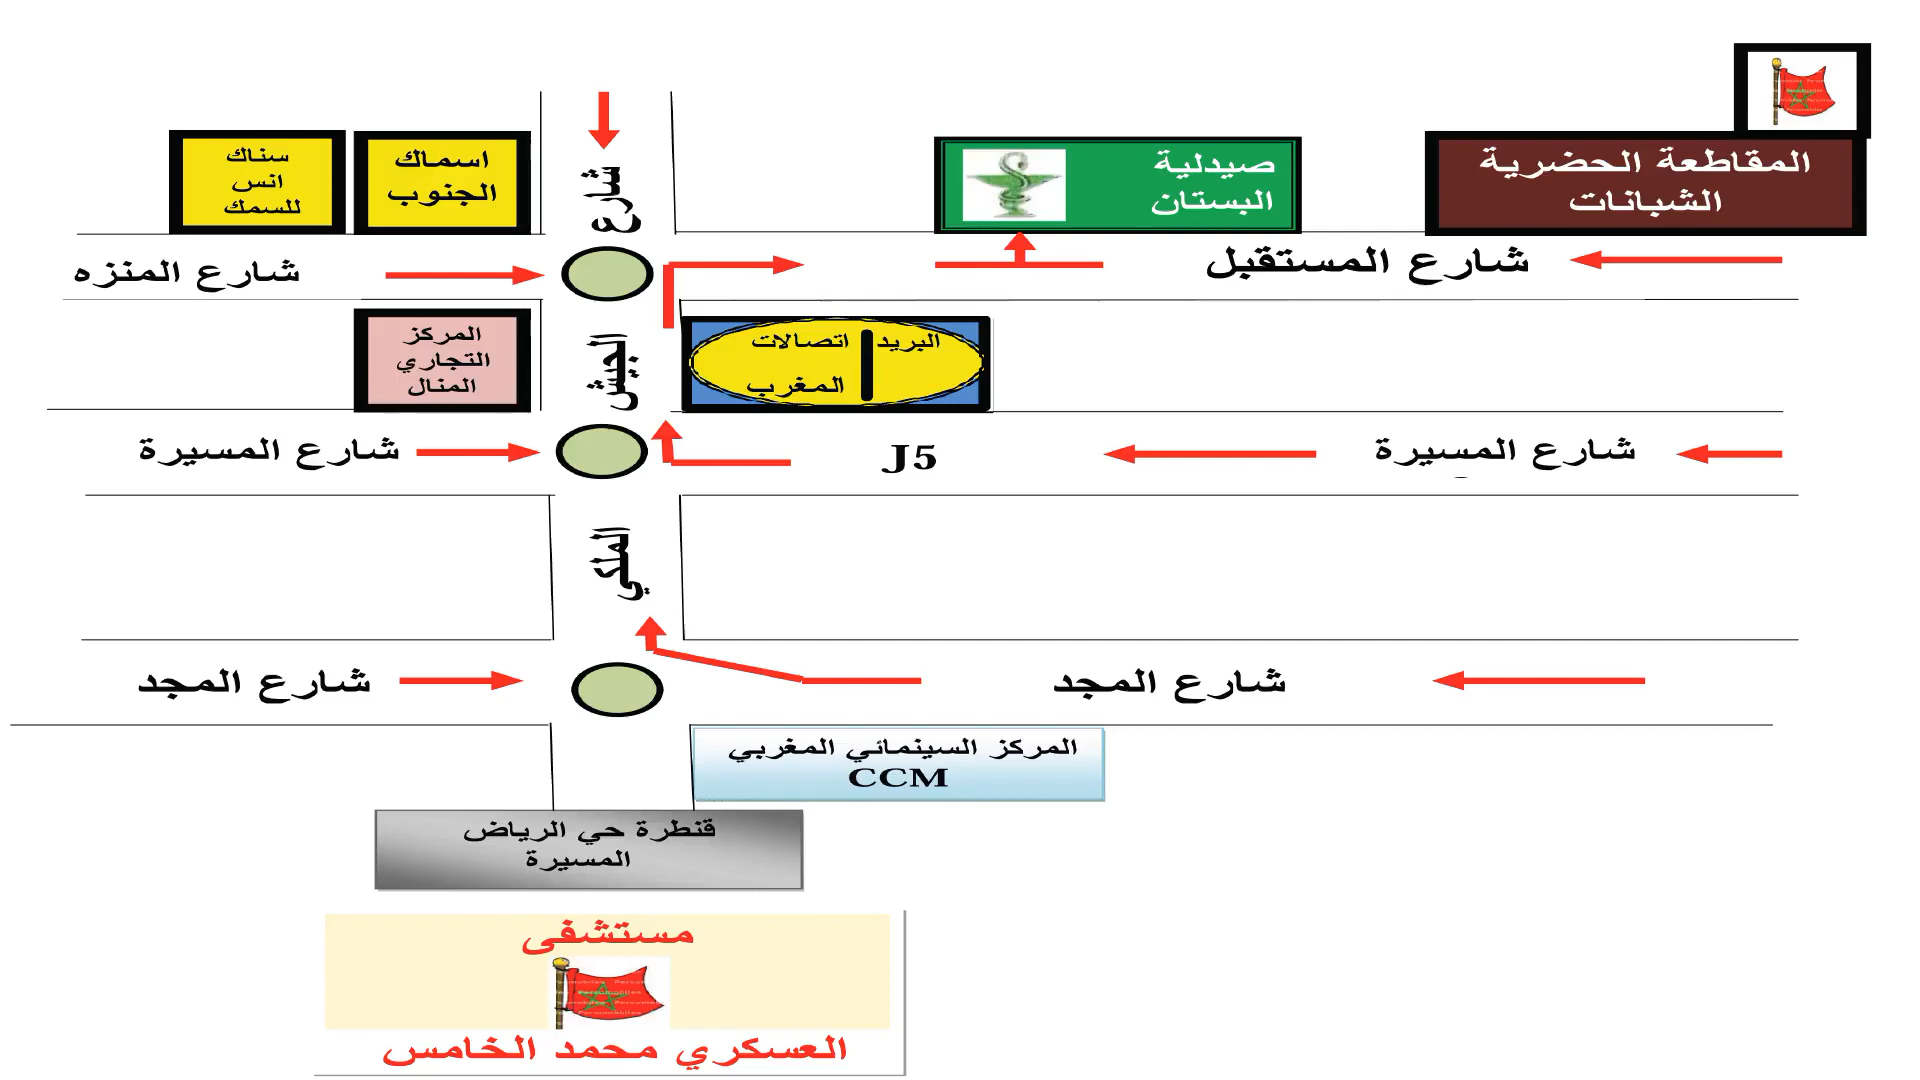 سناك
انس
للسمك
اسماك
الجنوب
شارع
الجيش
الملكي
صيدلية
البستان
المقاطعة الحضرية
الشبانات
شارع المنزه
شارع المستقبل
المركز
التجاري
المنال
البريد
اتصالات
المغرب
شارع المسيرة
J5
شارع المسيرة
شارع المجد
شارع المجد
المركز السينمائي المغربي
CCM
قنطرة حي الرياض
المسيرة
مستشفى
العسكري محمد الخامس